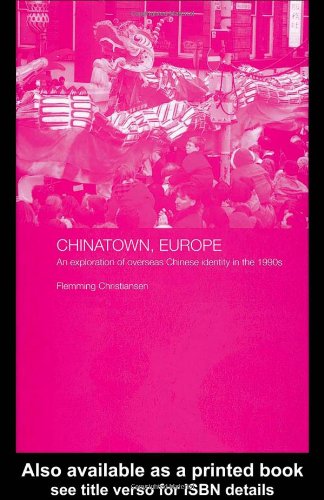 CHINATOWN, EUROPE
An exploration of overseas Chinese identity in the 1990s
Flemming Christiansen
Also available as a printed book
see title verso for ISBN details